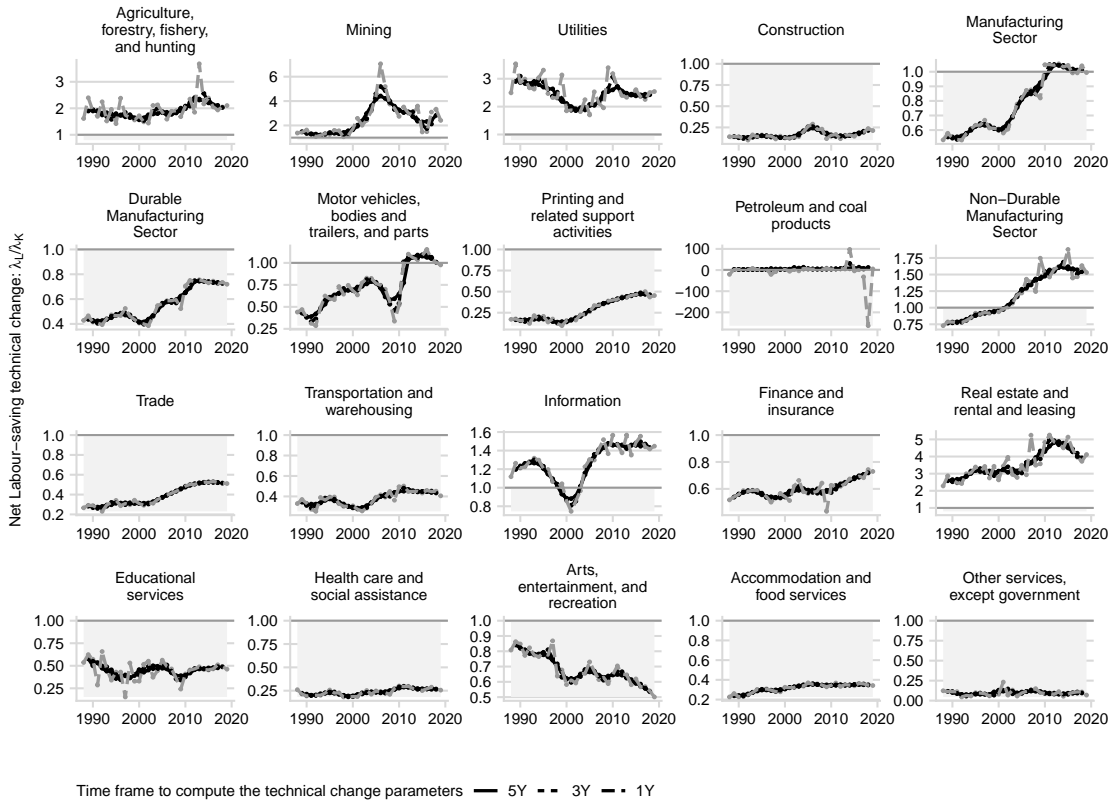 Net Labour−saving technical change: λL/λK
Agriculture,
forestry, fishery,
and hunting
3
2
1
1990 2000 2010 2020
Mining
6
4
2
1990 2000 2010 2020
Utilities
3
2
1
1990 2000 2010 2020
Construction
1.00
0.75
0.50
0.25
1990 2000 2010 2020
Manufacturing
Sector
1.0
0.9
0.8
0.7
0.6
1990 2000 2010 2020
Durable
Manufacturing
Sector
1.0
0.8
0.6
0.4
1990 2000 2010 2020
Motor vehicles,
bodies and
trailers, and parts
1.00
0.75
0.50
0.25
1990 2000 2010 2020
Printing and
related support
activities
1.00
0.75
0.50
0.25
1990 2000 2010 2020
Petroleum and coal
products
100
0
−100
−200
1990 2000 2010 2020
Non−Durable
Manufacturing
Sector
1.75
1.50
1.25
1.00
0.75
1990 2000 2010 2020
Trade
1.0
0.8
0.6
0.4
0.2
1990 2000 2010 2020
Transportation and
warehousing
1.0
0.8
0.6
0.4
1990 2000 2010 2020
Information
1.6
1.4
1.2
1.0
0.8
1990 2000 2010 2020
Finance and
insurance
1.0
0.8
0.6
1990 2000 2010 2020
Real estate and
rental and leasing
5
4
3
2
1
1990 2000 2010 2020
Educational
services
1.00
0.75
0.50
0.25
1990 2000 2010 2020
Health care and
social assistance
1.00
0.75
0.50
0.25
1990 2000 2010 2020
Arts,
entertainment, and
recreation
1.0
0.9
0.8
0.7
0.6
0.5
1990 2000 2010 2020
Accommodation and
food services
1.0
0.8
0.6
0.4
0.2
1990 2000 2010 2020
Other services,
except government
1.00
0.75
0.50
0.25
0.00
1990 2000 2010 2020
Time frame to compute the technical change parameters 5Y 3Y 1Y